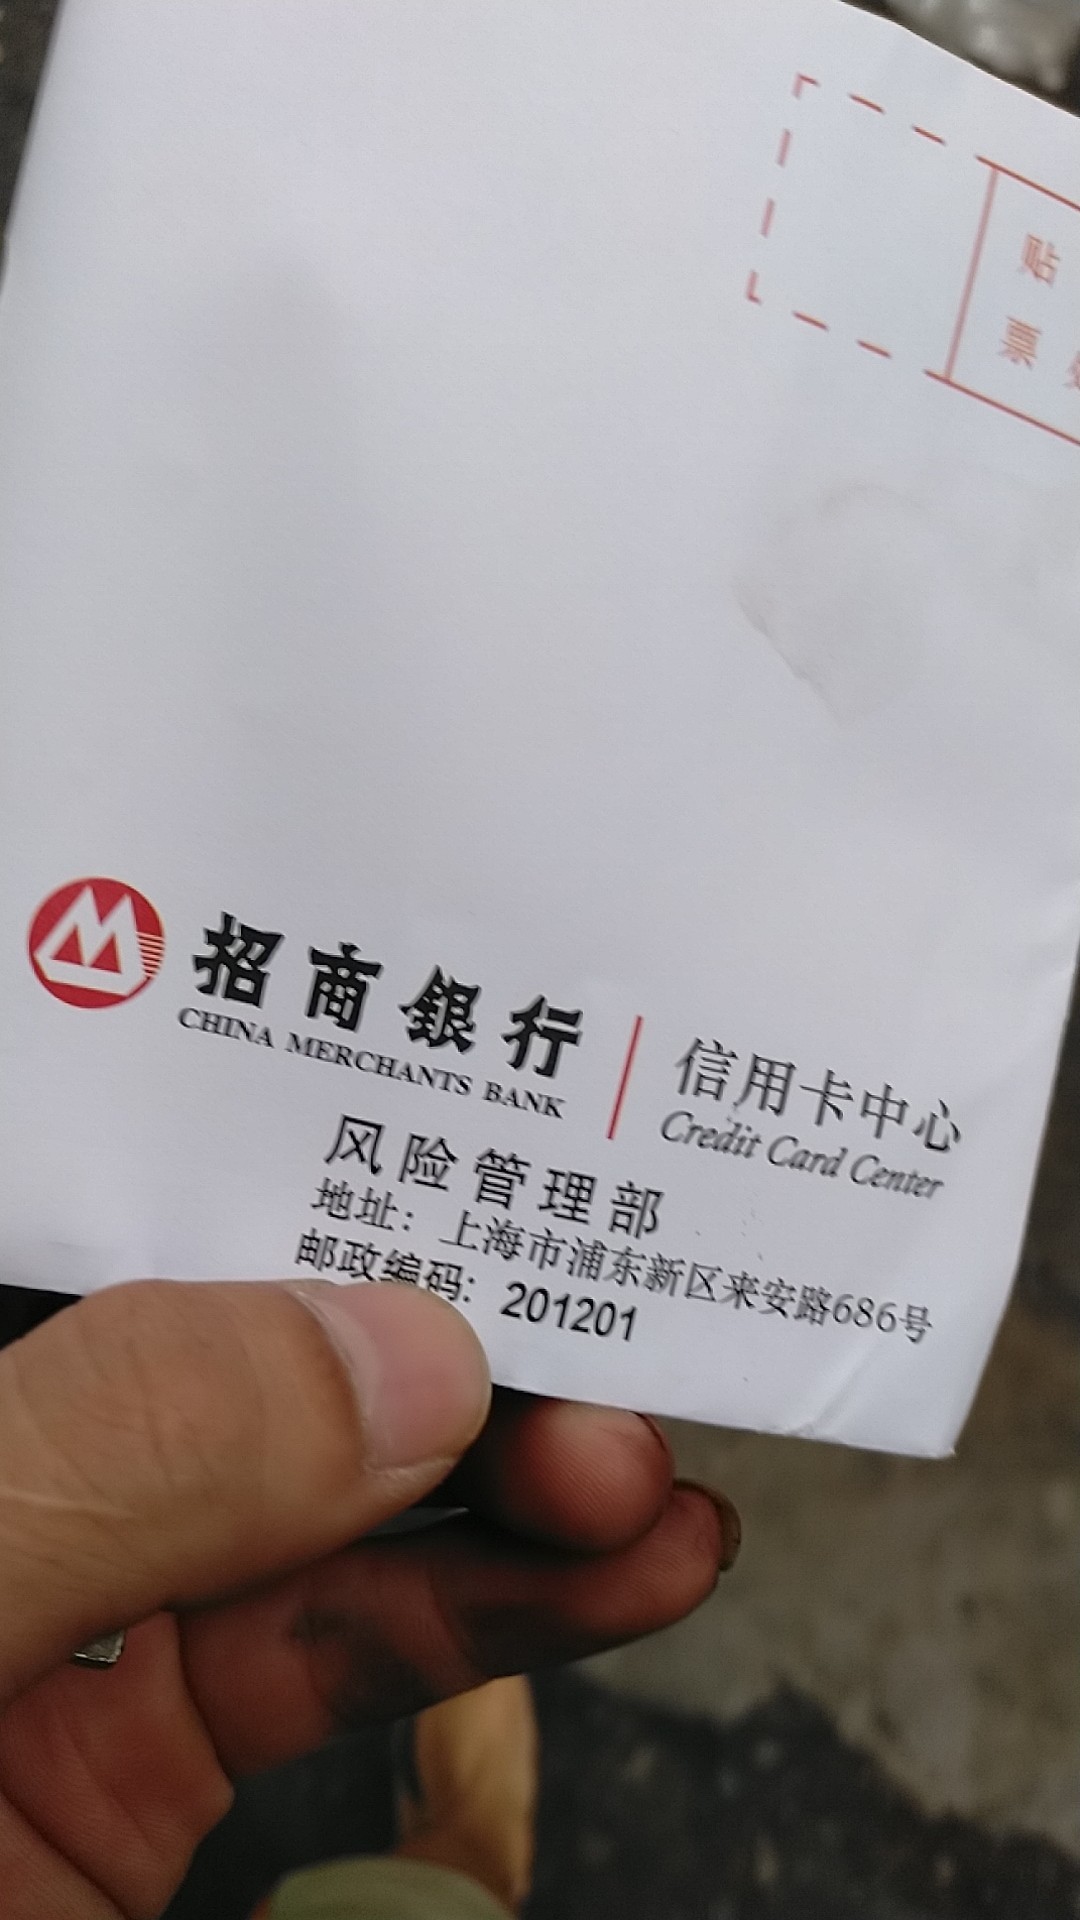 贴
票
招商银行
CHINA MERCHANTS BANK
信用卡中心
Credit Card Center
风险管理部
地址：上海市浦东新区来安路686号
邮政编码：201201